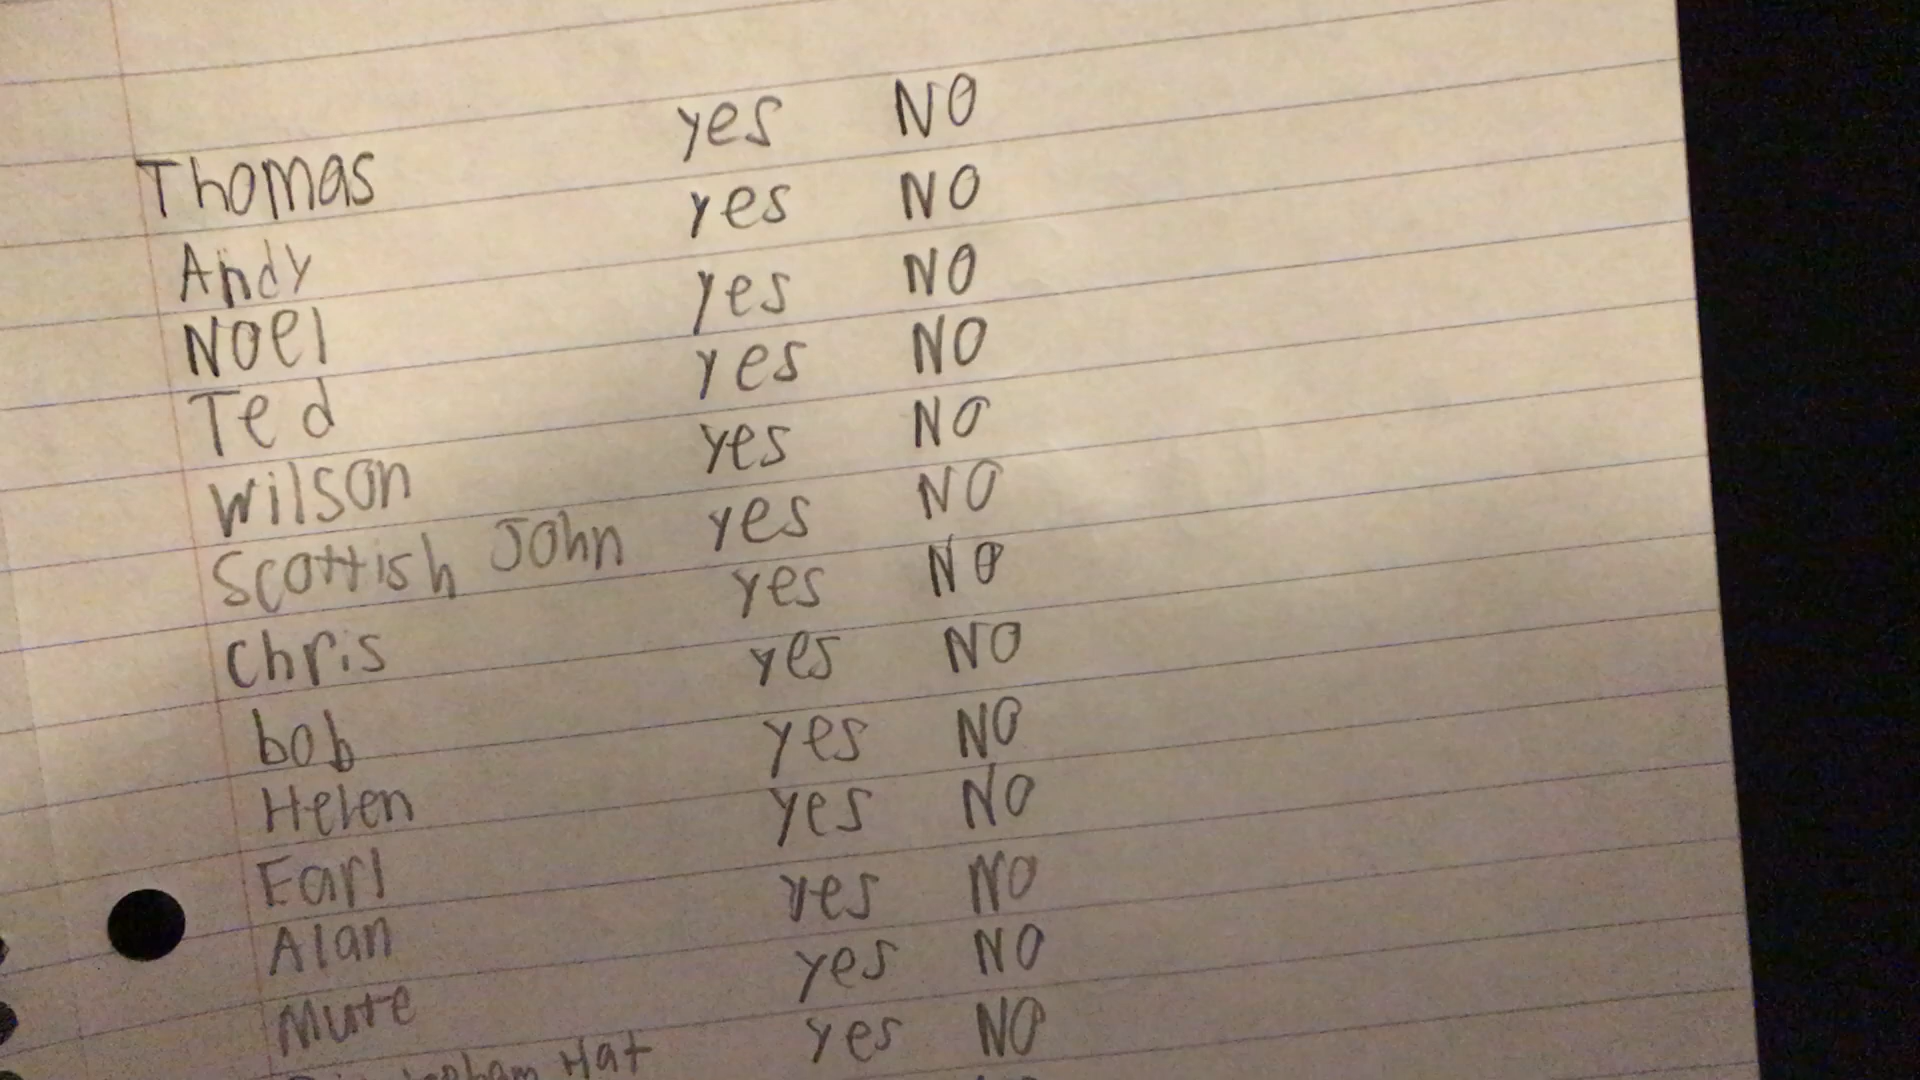 Thomas yes NO
Andy yes NO
Noel yes NO
Ted yes NO
Wilson yes NO
Scottish John yes NO
Chris yes NO
bob yes NO
Helen yes NO
Earl yes NO
Alan yes NO
Mute yes NO
Hat yes NO